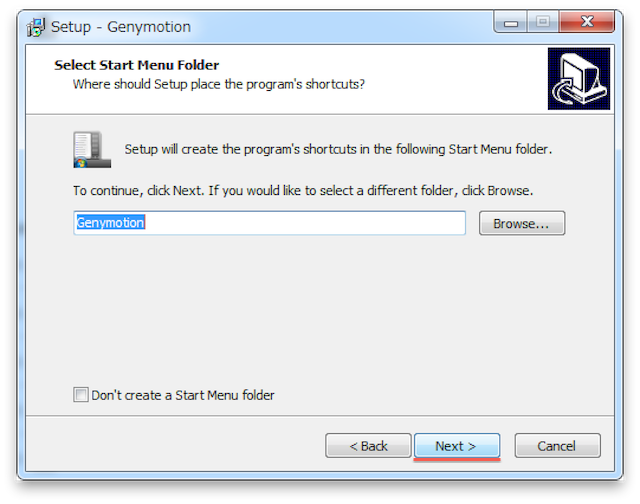 Setup - Genymotion
Select Start Menu Folder
Where should Setup place the program's shortcuts?
Setup will create the program's shortcuts in the following Start Menu folder.
To continue, click Next. If you would like to select a different folder, click Browse.
Genymotion
Browse...
Don't create a Start Menu folder
< Back
Next >
Cancel